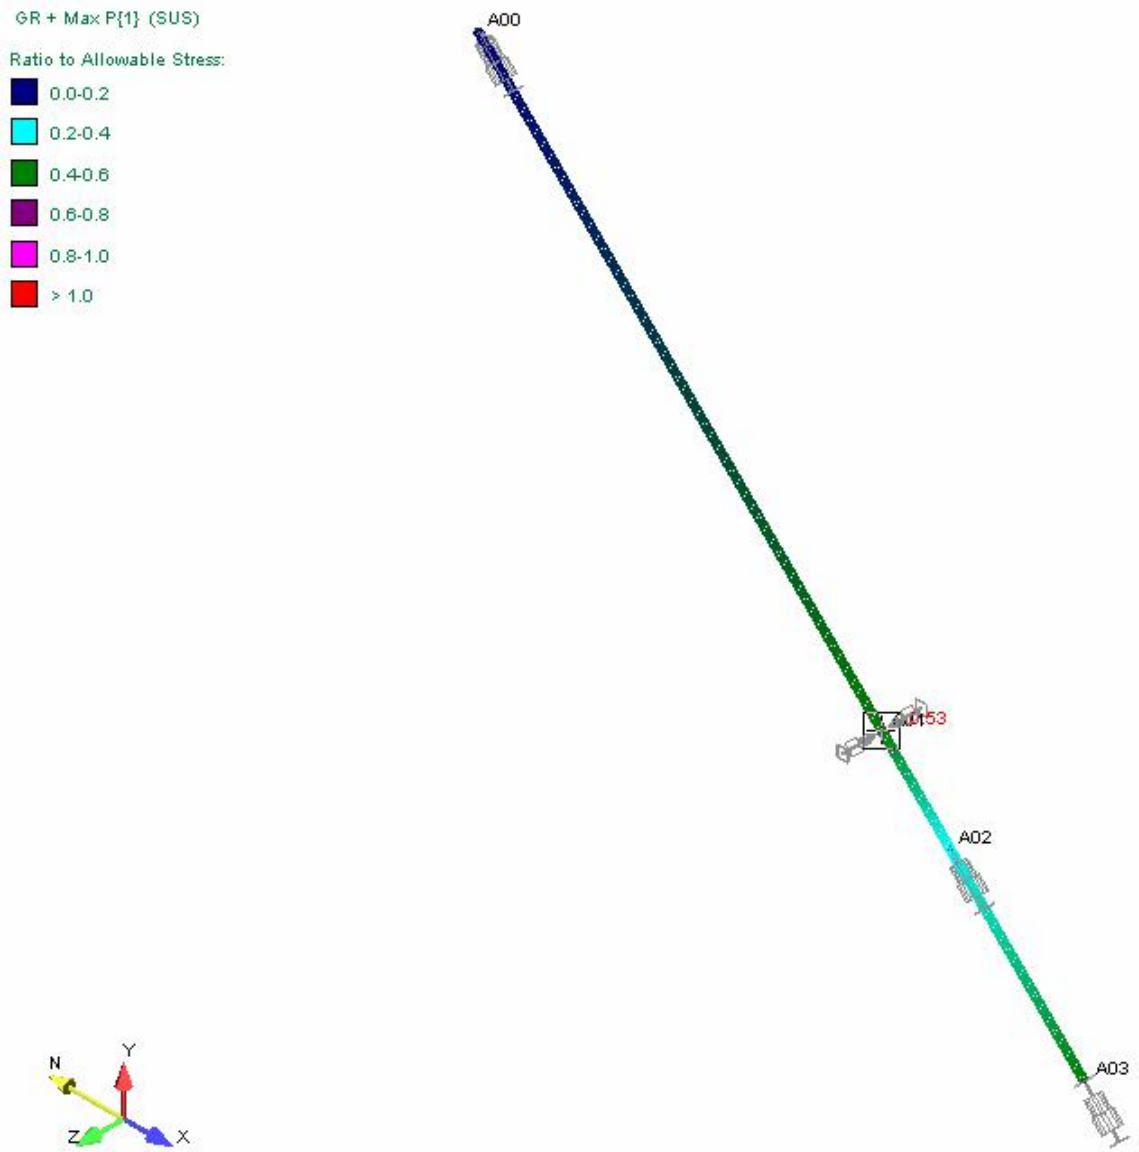 GR + Max P{1} (SUS)
Ratio to Allowable Stress:
0.0-0.2
0.2-0.4
0.4-0.6
0.6-0.8
0.8-1.0
> 1.0
A00
A02
A03
N
Y
Z
X